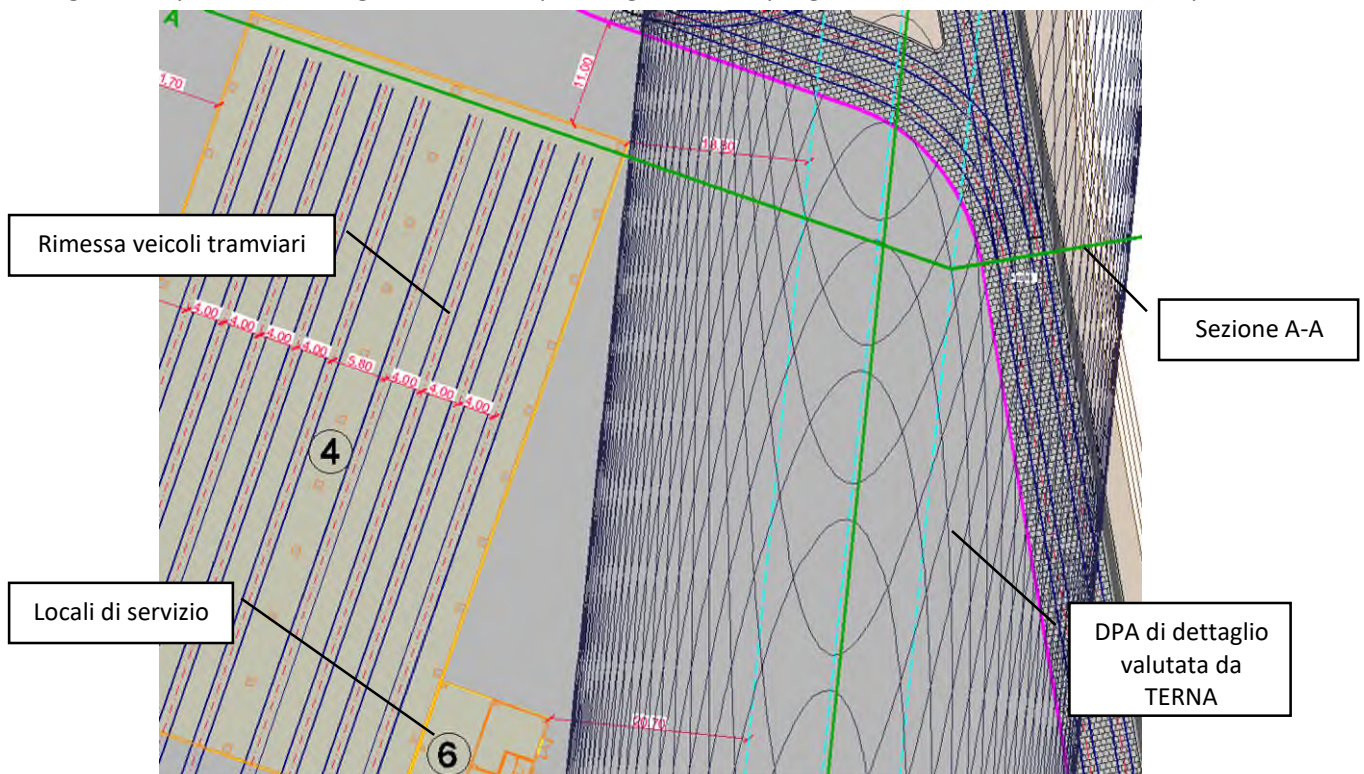 A
1.70
11.00
18.80
Rimessa veicoli tramviari
Sezione A-A
4.00
4.00
4.00
4.00
5.80
4.00
4.00
4.00
4
Locali di servizio
DPA di dettaglio
valutata da
TERNA
20.70
6